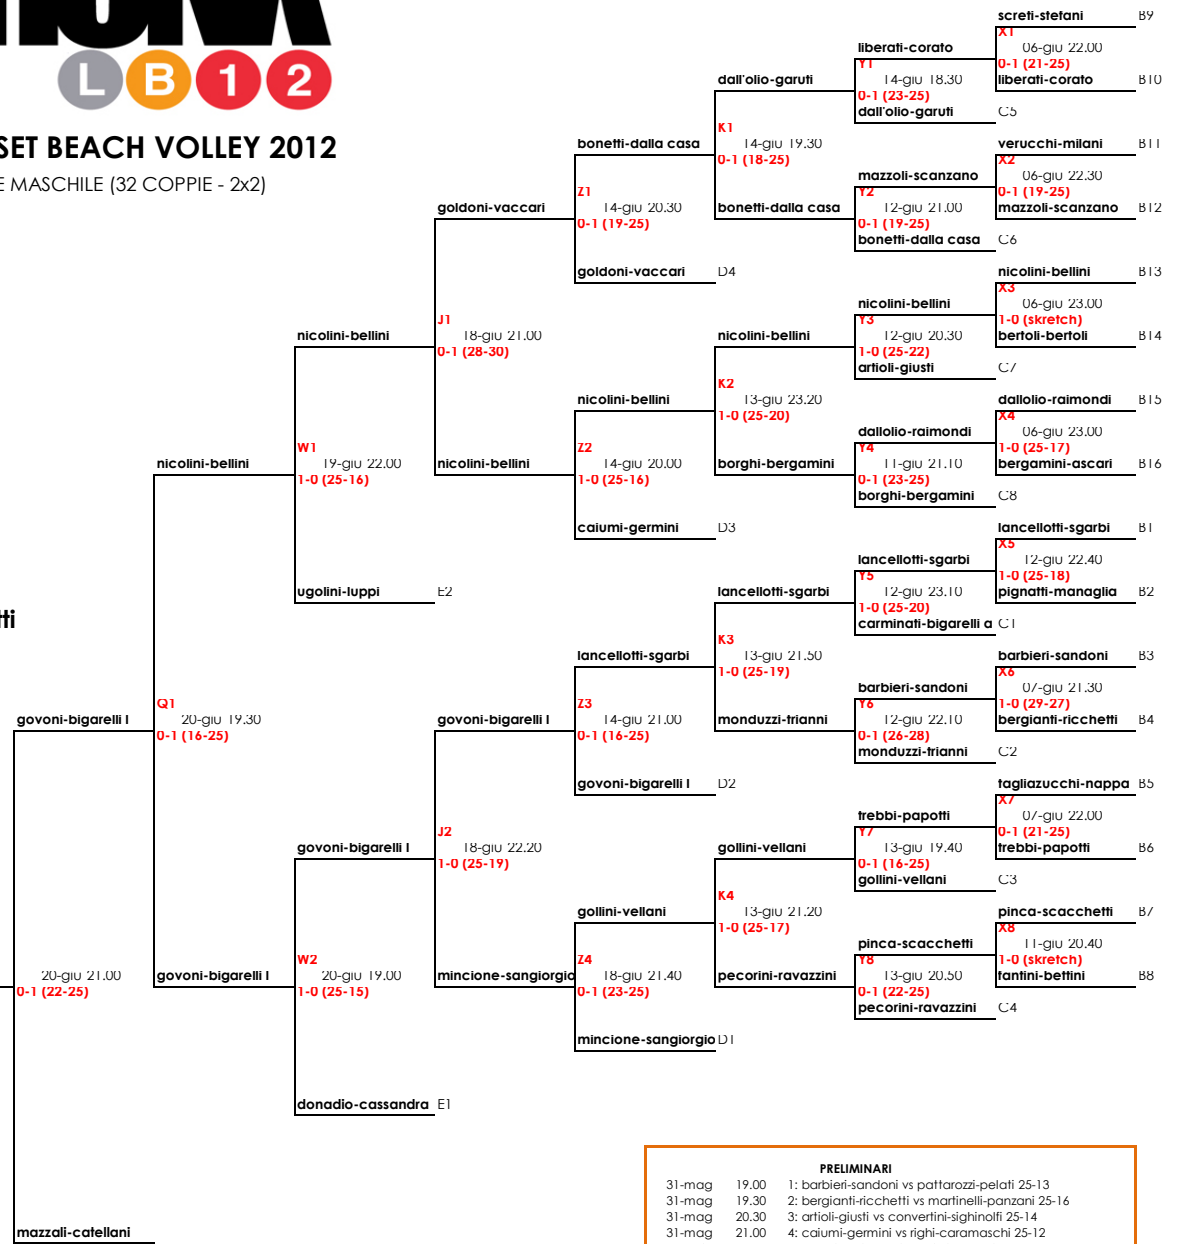 LB12
SET BEACH VOLLEY 2012
E MASCHILE (32 COPPIE - 2x2)
screti-stefani B9
X1
06-giu 22.00
0-1 (21-25)
liberati-corato B10
liberati-corato
Y1
14-giu 18.30
0-1 (23-25)
dall'olio-garuti C5
dall'olio-garuti
K1
14-giu 19.30
0-1 (18-25)
verucchi-milani B11
X2
06-giu 22.30
0-1 (19-25)
mazzoli-scanzano B12
mazzoli-scanzano
Y2
12-giu 21.00
0-1 (19-25)
bonetti-dalla casa C6
bonetti-dalla casa
bonetti-dalla casa
Z1
14-giu 20.30
0-1 (19-25)
goldoni-vaccari D4
goldoni-vaccari
J1
18-giu 21.00
0-1 (28-30)
nicolini-bellini B13
X3
06-giu 23.00
1-0 (skretch)
bertoli-bertoli B14
nicolini-bellini
Y3
12-giu 20.30
1-0 (25-22)
artioli-giusti C7
nicolini-bellini
K2
13-giu 23.20
1-0 (25-20)
dallolio-raimondi B15
X4
06-giu 23.00
1-0 (25-17)
bergamini-ascari B16
dallolio-raimondi
Y4
11-giu 21.10
0-1 (23-25)
borghi-bergamini C8
borghi-bergamini
nicolini-bellini
Z2
14-giu 20.00
1-0 (25-16)
caiumi-germini D3
nicolini-bellini
nicolini-bellini
W1
19-giu 22.00
1-0 (25-16)
ugolini-luppi E2
nicolini-bellini
Q1
20-giu 19.30
0-1 (16-25)
lancellotti-sgarbi B1
X5
12-giu 22.40
1-0 (25-18)
pignatti-managlia B2
lancellotti-sgarbi
Y5
12-giu 23.10
1-0 (25-20)
carminati-bigarelli a C1
lancellotti-sgarbi
K3
13-giu 21.50
1-0 (25-19)
barbieri-sandoni B3
X6
07-giu 21.30
1-0 (29-27)
bergianti-ricchetti B4
barbieri-sandoni
Y6
12-giu 22.10
0-1 (26-28)
monduzzi-trianni C2
monduzzi-trianni
lancellotti-sgarbi
Z3
14-giu 21.00
0-1 (16-25)
govoni-bigarelli l D2
govoni-bigarelli l
J2
18-giu 22.20
1-0 (25-19)
tagliazucchi-nappa B5
X7
07-giu 22.00
0-1 (21-25)
trebbi-papotti B6
trebbi-papotti
Y7
13-giu 19.40
0-1 (16-25)
gollini-vellani C3
gollini-vellani
K4
13-giu 21.20
1-0 (25-17)
pinca-scacchetti B7
X8
11-giu 20.40
1-0 (skretch)
fantini-bettini B8
pinca-scacchetti
Y8
13-giu 20.50
0-1 (22-25)
pecorini-ravazzini C4
pecorini-ravazzini
gollini-vellani
Z4
18-giu 21.40
0-1 (23-25)
mincione-sangiorgio D1
mincione-sangiorgio
govoni-bigarelli l
W2
20-giu 19.00
1-0 (25-15)
donadio-cassandra E1
govoni-bigarelli l
govoni-bigarelli l
20-giu 21.00
0-1 (22-25)
mazzali-catellani
tti
PRELIMINARI
31-mag 19.00 1: barbieri-sandoni vs pattarozzi-pelati 25-13
31-mag 19.30 2: bergianti-ricchetti vs martinelli-panzani 25-16
31-mag 20.30 3: artioli-giusti vs convertini-sighinolfi 25-14
31-mag 21.00 4: caiumi-germini vs righi-caramaschi 25-12